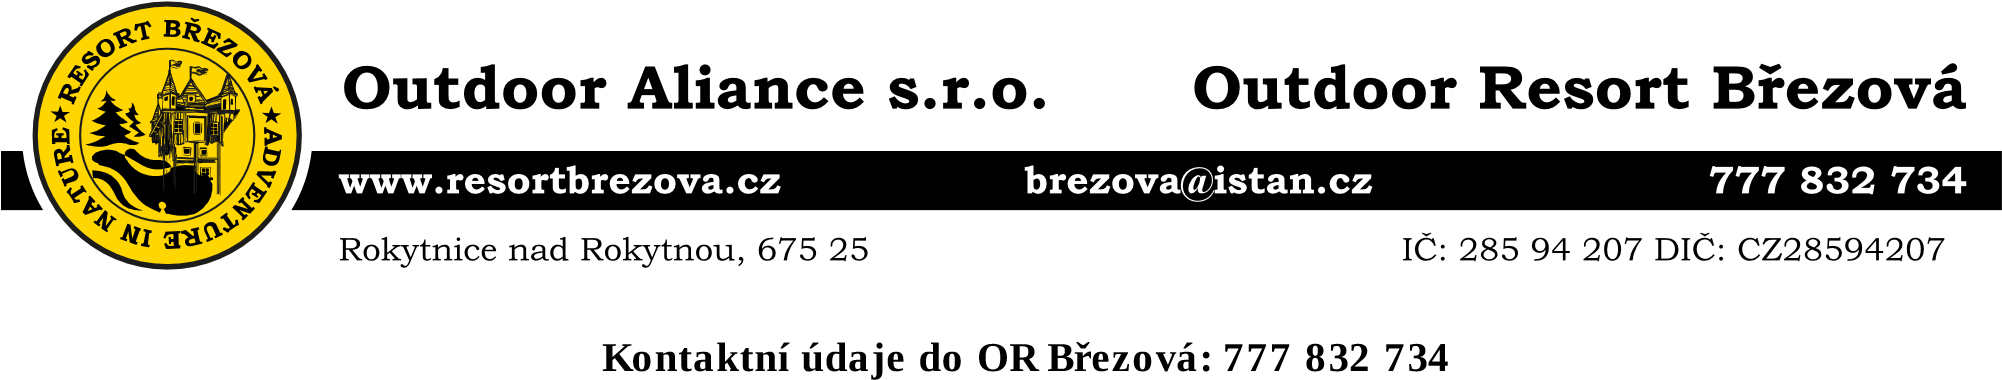 RESORT BŘEZOVÁ ★ ADVENTURE IN NATURE ★
Outdoor Aliance s.r.o. Outdoor Resort Březová
www.resortbrezova.cz brezova@istan.cz 777 832 734
Rokytnice nad Rokytnou, 675 25 IČ: 285 94 207 DIČ: CZ28594207
Kontaktní údaje do OR Březová: 777 832 734